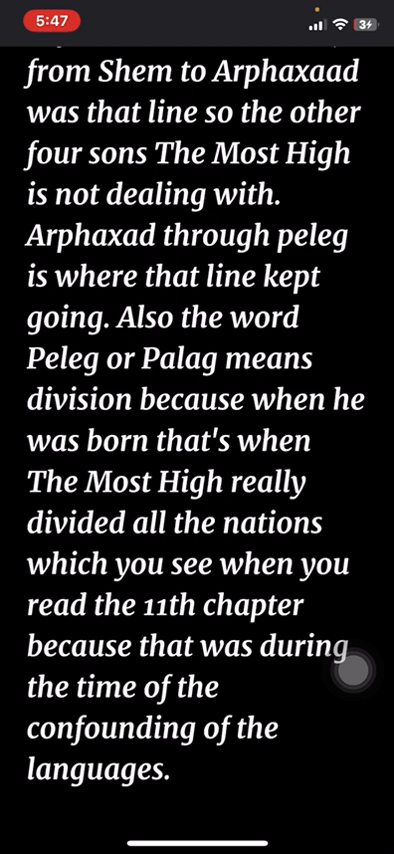 5:47
3
from Shem to Arphaxaad
was that line so the other
four sons The Most High
is not dealing with.
Arphaxad through peleg
is where that line kept
going. Also the word
Peleg or Palag means
division because when he
was born that's when
The Most High really
divided all the nations
which you see when you
read the 11th chapter
because that was during
the time of the
confounding of the
languages.